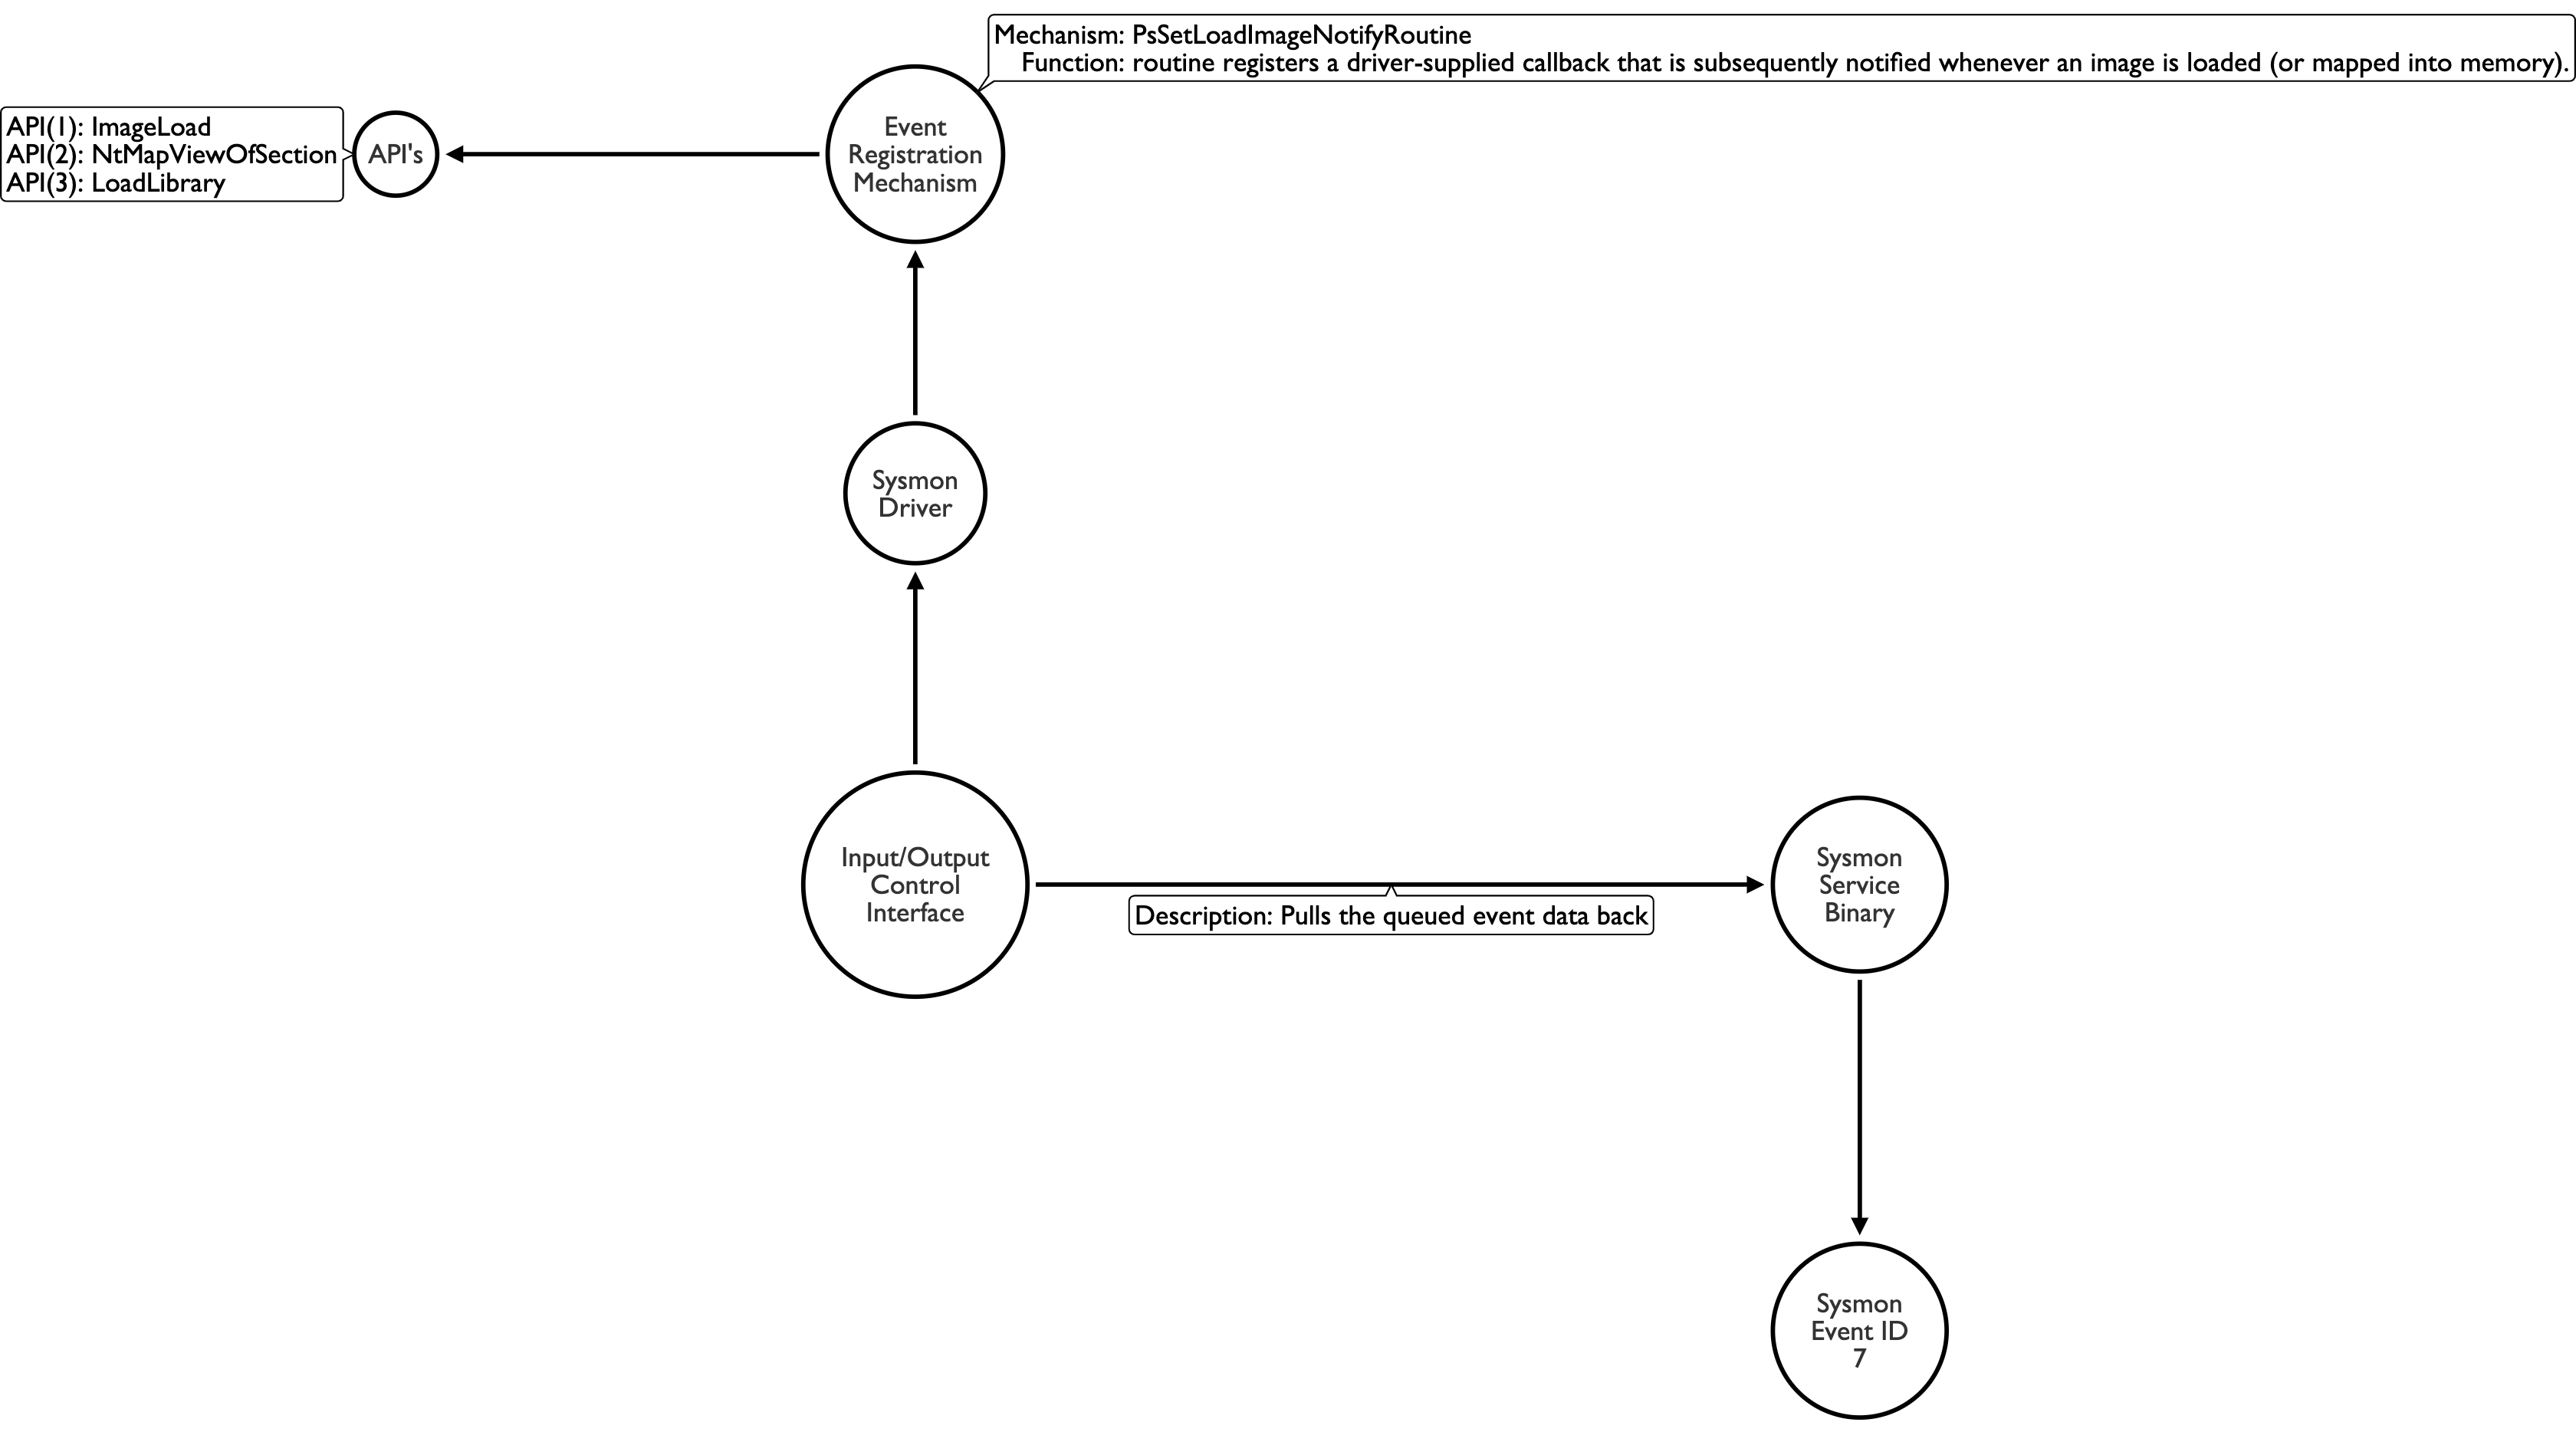 Mechanism: PsSetLoadImageNotifyRoutine
Function: routine registers a driver-supplied callback that is subsequently notified whenever an image is loaded (or mapped into memory).
API(1): ImageLoad
API(2): NtMapViewOfSection
API(3): LoadLibrary
API's
Event
Registration
Mechanism
Sysmon
Driver
Input/Output
Control
Interface
Description: Pulls the queued event data back
Sysmon
Service
Binary
Sysmon
Event ID
7